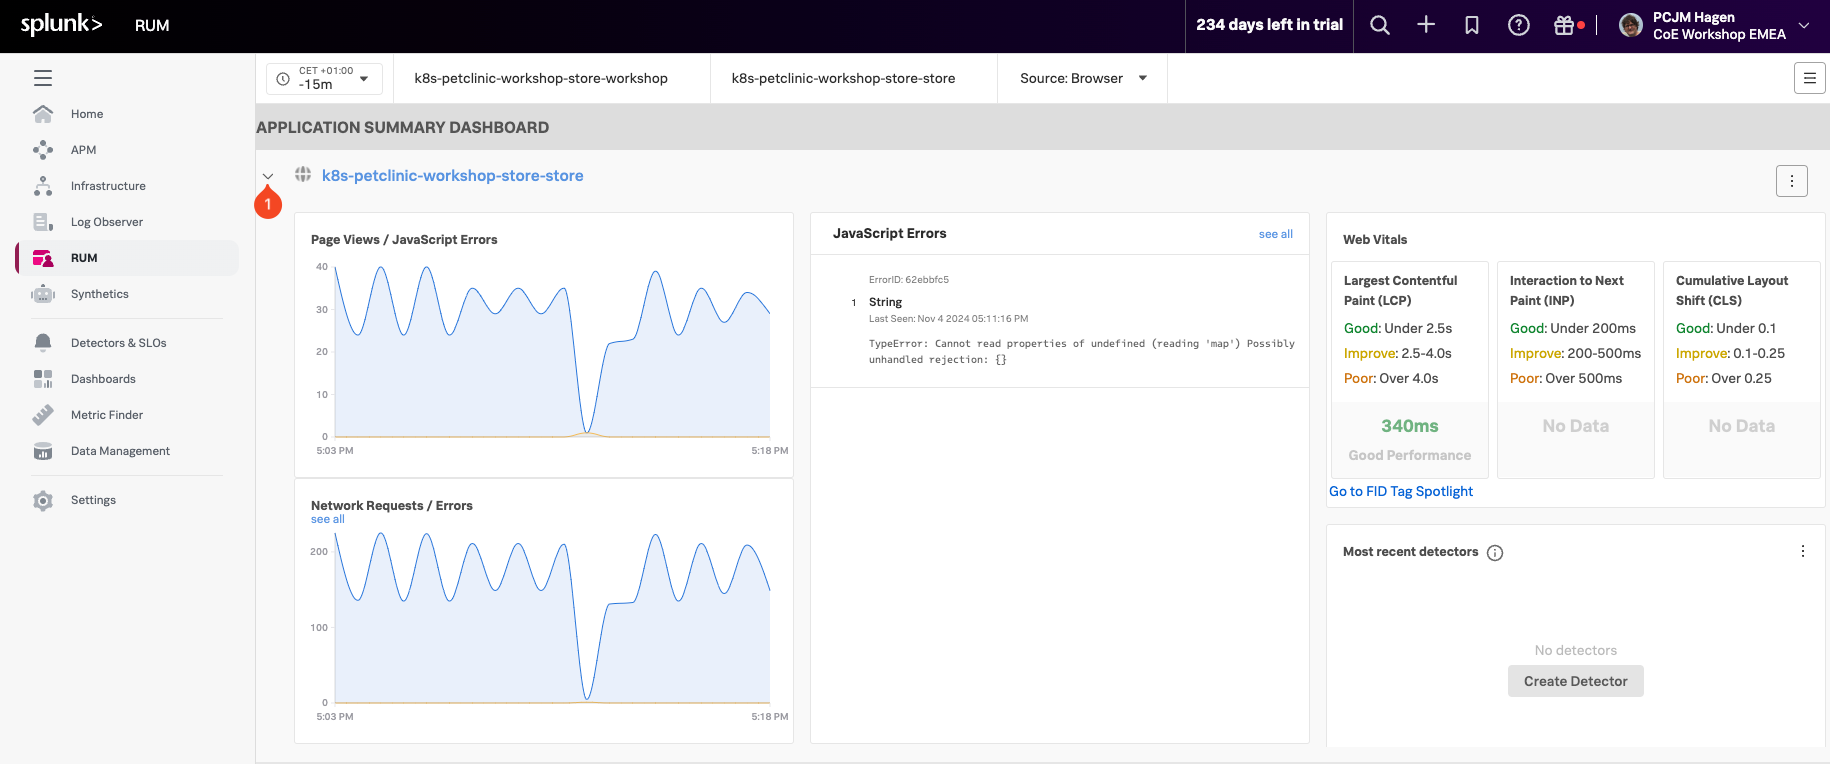 splunk>
RUM
234 days left in trial
PCJM Hagen
CoE Workshop EMEA
CET +01:00
-15m
k8s-petclinic-workshop-store-workshop
k8s-petclinic-workshop-store-store
Source: Browser
Home
APM
Infrastructure
Log Observer
RUM
Synthetics
Detectors & SLOs
Dashboards
Metric Finder
Data Management
Settings
APPLICATION SUMMARY DASHBOARD
k8s-petclinic-workshop-store-store
1
Page Views / JavaScript Errors
40
30
20
10
0
5:03 PM
5:18 PM
Network Requests / Errors
see all
200
100
0
5:03 PM
5:18 PM
JavaScript Errors
see all
ErrorID: 62ebbfc5
1 String
Last Seen: Nov 4 2024 05:11:16 PM
TypeError: Cannot read properties of undefined (reading 'map') Possibly
unhandled rejection: {}
Web Vitals
Largest Contentful
Paint (LCP)
Good: Under 2.5s
Improve: 2.5-4.0s
Poor: Over 4.0s
340ms
Good Performance
Interaction to Next
Paint (INP)
Good: Under 200ms
Improve: 200-500ms
Poor: Over 500ms
No Data
Cumulative Layout
Shift (CLS)
Good: Under 0.1
Improve: 0.1-0.25
Poor: Over 0.25
No Data
Go to FID Tag Spotlight
Most recent detectors
No detectors
Create Detector